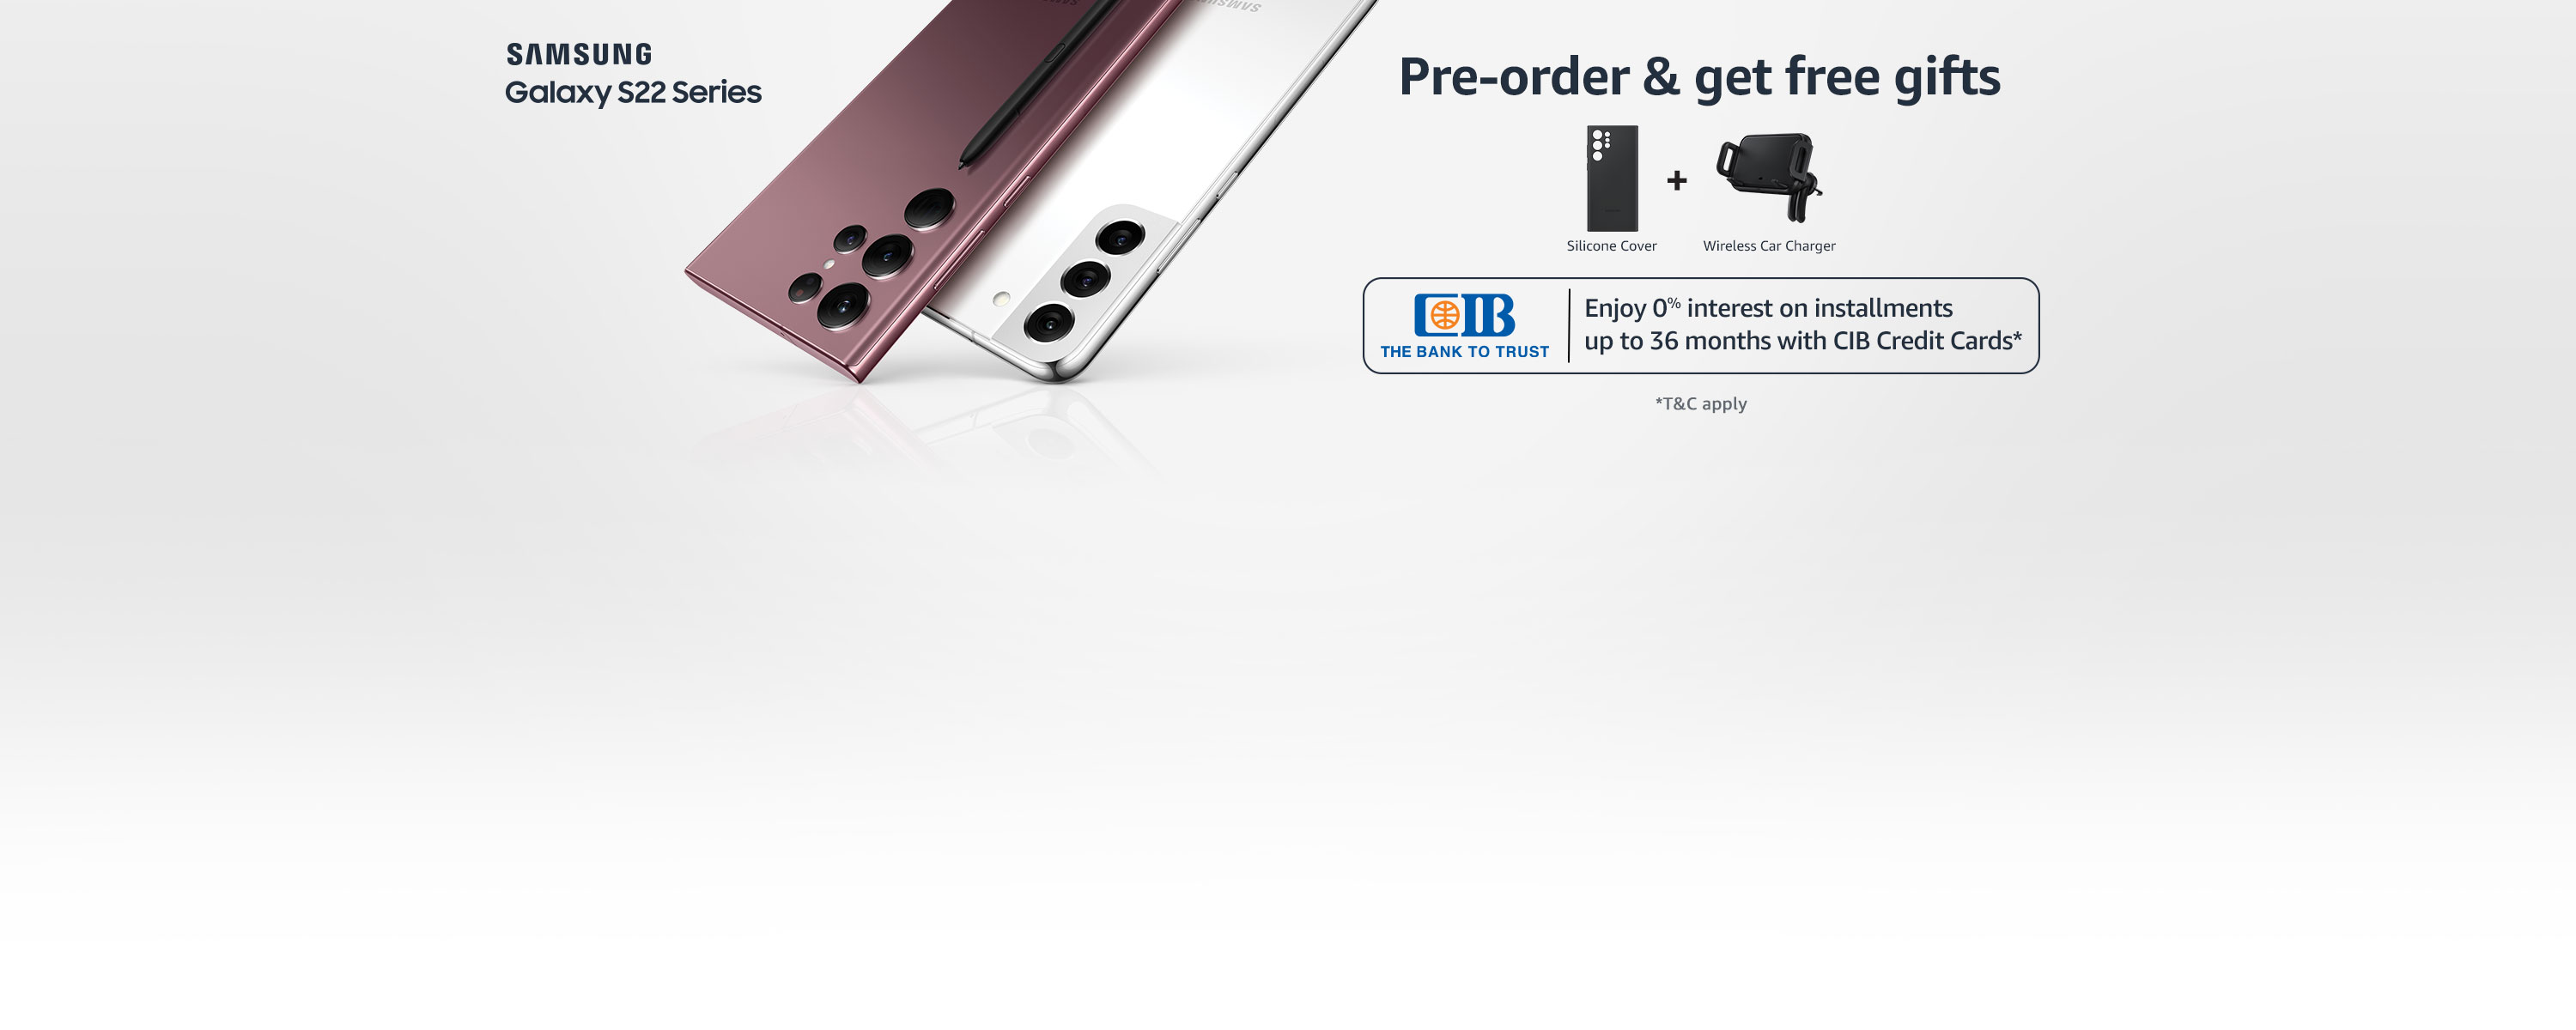 SAMSUNG
Galaxy S22 Series
SAMSUNG
Pre-order & get free gifts
+
Silicone Cover
Wireless Car Charger
CIB
THE BANK TO TRUST
Enjoy 0% interest on installments
up to 36 months with CIB Credit Cards*
*T&C apply